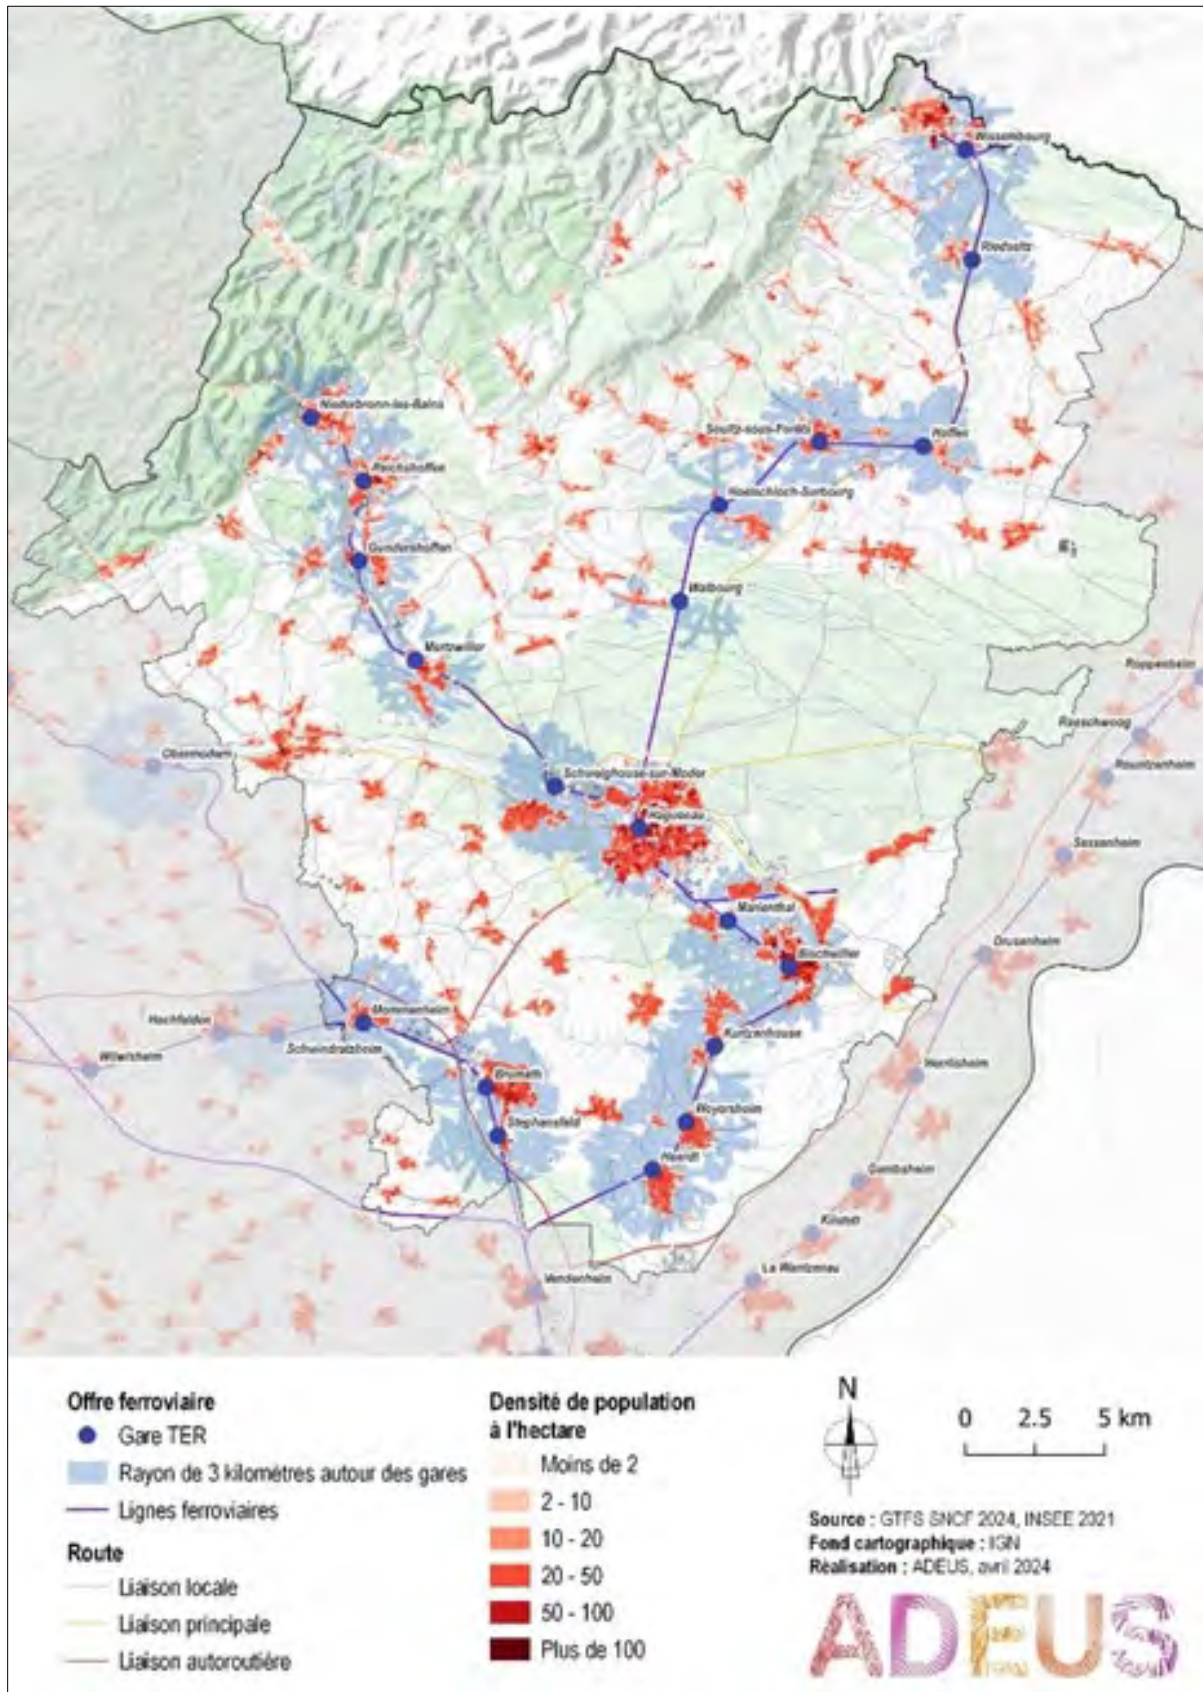 Wissembourg
Riedseltz
Niederbronn-les-Bains
Soultz-sous-Forêts
Hoffen
Reichshoffen
Hoelschloch-Surbourg
Gundershoffen
Walbourg
Mertzwiller
Roppenheim
Roeschwoog
Obermodern
Rountzenheim
Schweighouse-sur-Moder
Haguenau
Sessenheim
Marienthal
Drusenheim
Bischwiller
Mommenheim
Hochfelden
Kurtzenhouse
Schwindratzheim
Wilwisheim
Herrlisheim
Brumath
Weyersheim
Stephansfeld
Hoerdt
Gambsheim
Kilstett
La Wantzenau
Vendenheim
Offre ferroviaire
Gare TER
Rayon de 3 kilomètres autour des gares
Lignes ferroviaires
Route
Liaison locale
Liaison principale
Liaison autoroutière
Densité de population
à l'hectare
Moins de 2
2 - 10
10 - 20
20 - 50
50 - 100
Plus de 100
N
0 2.5 5 km
Source : GTFS SNCF 2024, INSEE 2021
Fond cartographique : IGN
Réalisation : ADEUS, avril 2024
ADEUS